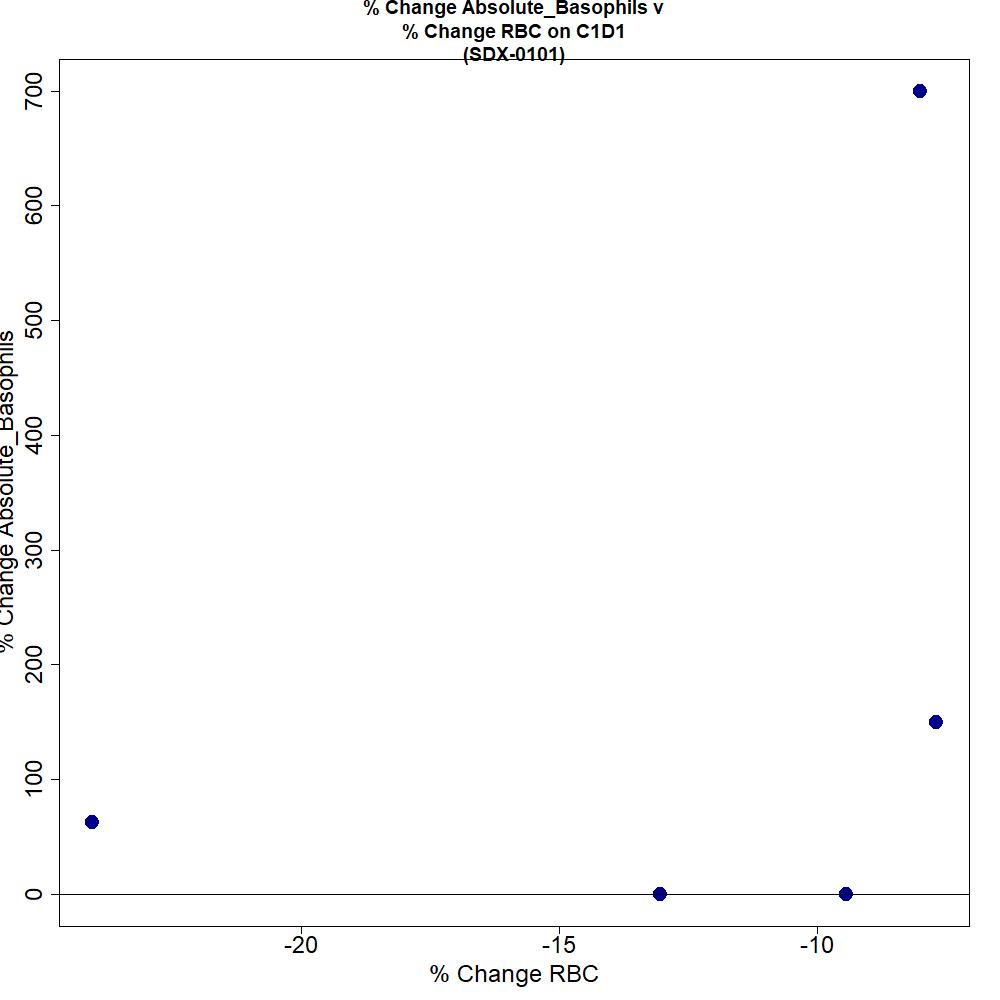 % Change Absolute_Basophils v
% Change RBC on C1D1
(SDX-0101)
% Change Absolute_Basophils
700
600
500
400
300
200
100
0
-20
-15
-10
% Change RBC